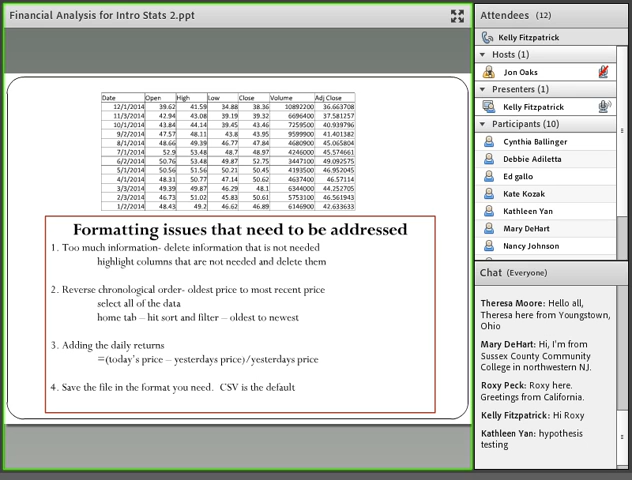 Financial Analysis for Intro Stats 2.ppt
Date Open High Low Close Volume Adj Close
12/1/2014 39.62 41.59 34.88 38.36 10892200 36.663708
11/3/2014 42.94 43.08 39.19 39.32 6696400 37.581257
10/1/2014 43.84 44.14 39.45 43.46 7259500 40.939796
9/2/2014 47.57 48.11 43.8 43.95 9599900 41.401382
8/1/2014 48.66 49.39 46.77 47.84 4680900 45.065804
7/1/2014 52.9 53.48 48.7 48.97 4246000 45.574661
6/2/2014 50.76 53.48 49.87 52.75 3447100 49.092575
5/1/2014 50.56 51.56 50.21 50.45 4193500 46.952045
4/1/2014 48.31 50.77 47.14 50.62 4637400 46.57114
3/3/2014 49.39 49.87 46.29 48.1 6344000 44.252705
2/3/2014 46.73 51.02 45.83 50.61 5753100 46.561943
1/2/2014 48.43 49.2 46.62 46.89 6146900 42.633633
Formatting issues that need to be addressed
1. Too much information- delete information that is not needed
highlight columns that are not needed and delete them
2. Reverse chronological order- oldest price to most recent price
select all of the data
home tab – hit sort and filter – oldest to newest
3. Adding the daily returns
=(today's price – yesterdays price)/yesterdays price
4. Save the file in the format you need. CSV is the default
Attendees (12)
Kelly Fitzpatrick
Hosts (1)
Jon Oaks
Presenters (1)
Kelly Fitzpatrick
Participants (10)
Cynthia Ballinger
Debbie Adiletta
Ed gallo
Kate Kozak
Kathleen Yan
Mary DeHart
Nancy Johnson
Chat (Everyone)
Theresa Moore: Hello all,
Theresa here from Youngstown,
Ohio
Mary DeHart: Hi, I'm from
Sussex County Community
College in northwestern NJ.
Roxy Peck: Roxy here.
Greetings from California.
Kelly Fitzpatrick: Hi Roxy
Kathleen Yan: hypothesis
testing